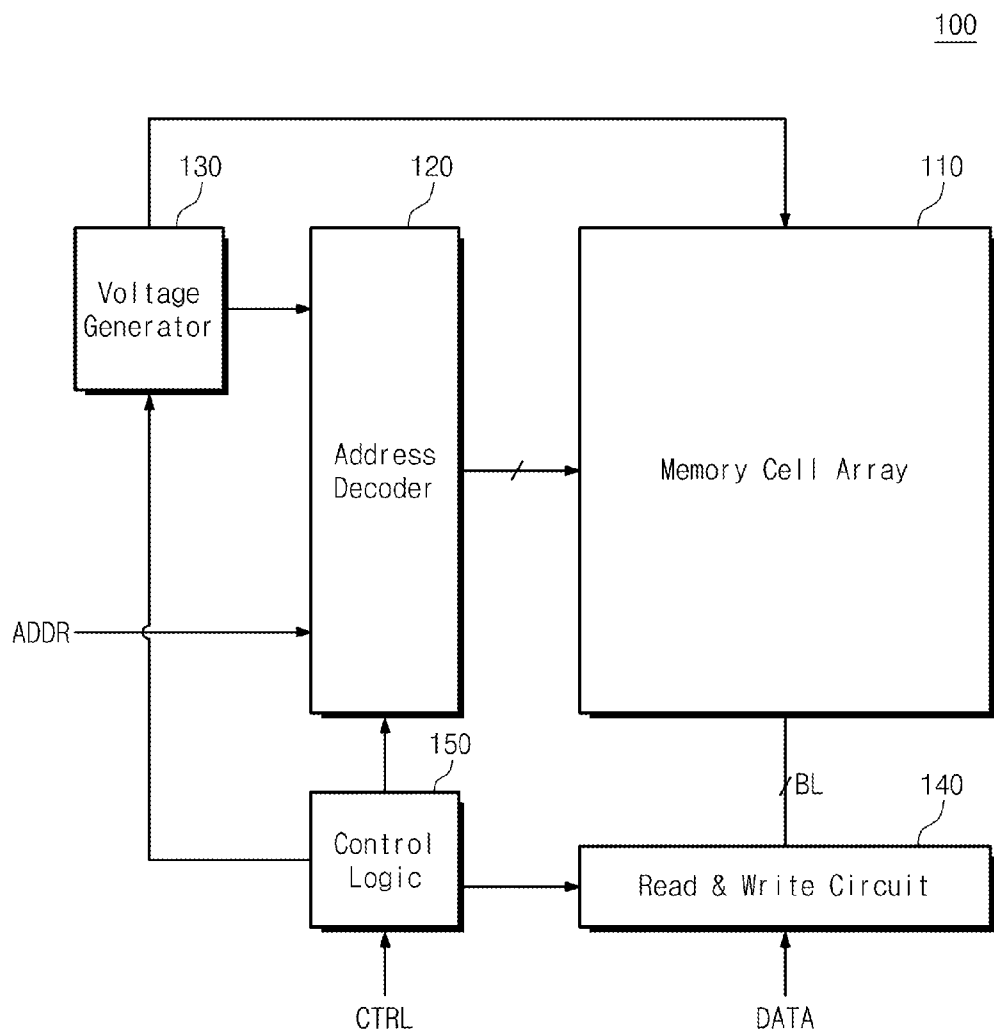 100
130
120
110
Voltage
Generator
Address
Decoder
Memory Cell Array
ADDR
150
BL
140
Control
Logic
Read & Write Circuit
CTRL
DATA